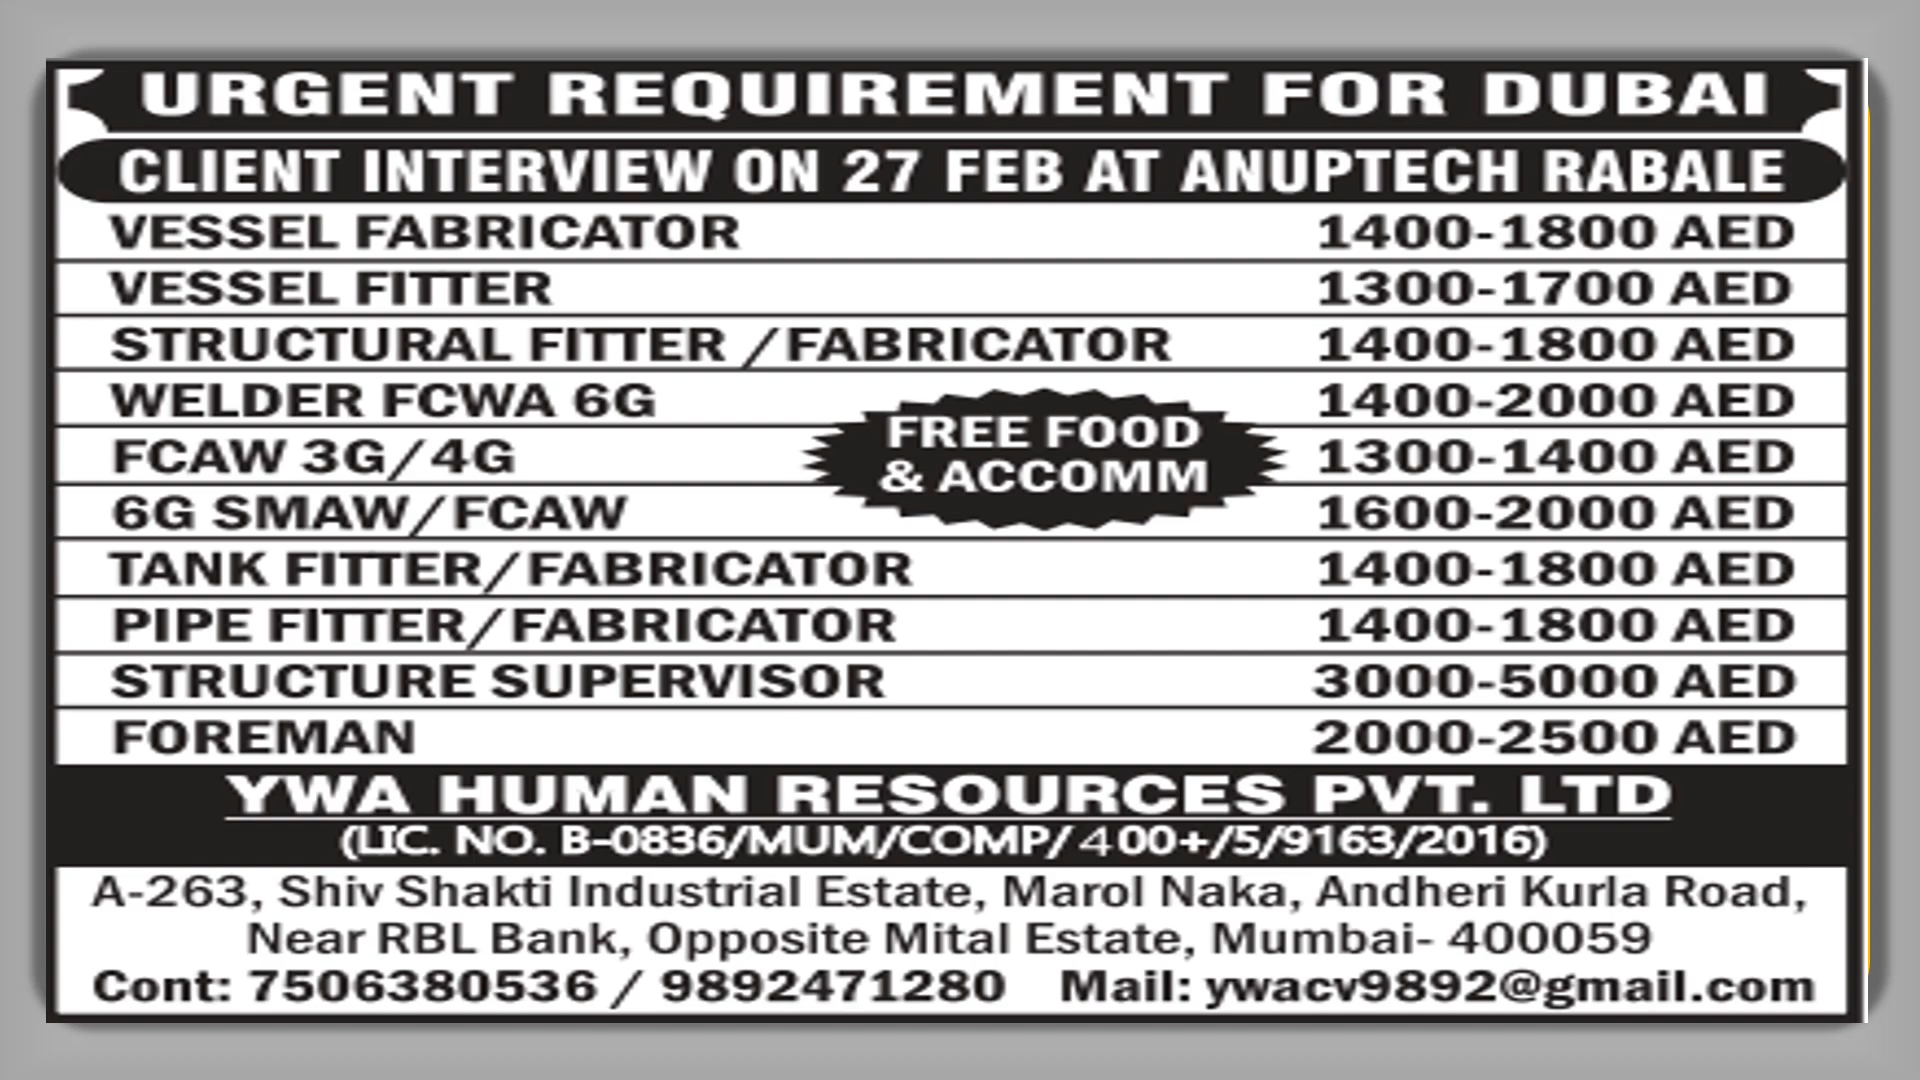 URGENT REQUIREMENT FOR DUBAI
CLIENT INTERVIEW ON 27 FEB AT ANUPTECH RABALE
VESSEL FABRICATOR 1400-1800 AED
VESSEL FITTER 1300-1700 AED
STRUCTURAL FITTER /FABRICATOR 1400-1800 AED
WELDER FCWA 6G 1400-2000 AED
FREE FOOD
& ACCOMM
FCAW 3G/4G 1300-1400 AED
6G SMAW/FCAW 1600-2000 AED
TANK FITTER/FABRICATOR 1400-1800 AED
PIPE FITTER/FABRICATOR 1400-1800 AED
STRUCTURE SUPERVISOR 3000-5000 AED
FOREMAN 2000-2500 AED
YWA HUMAN RESOURCES PVT. LTD
(LIC. NO. B-0836/MUM/COMP/400+/5/9163/2016)
A-263, Shiv Shakti Industrial Estate, Marol Naka, Andheri Kurla Road,
Near RBL Bank, Opposite Mital Estate, Mumbai- 400059
Cont: 7506380536 / 9892471280 Mail: ywacv9892@gmail.com